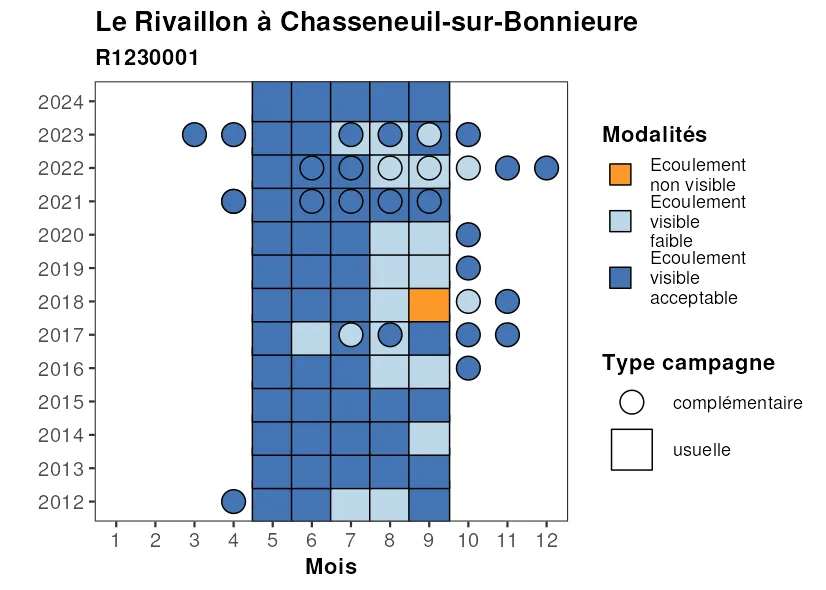 Le Rivaillon à Chasseneuil-sur-Bonnieure
R1230001
2024
2023
2022
2021
2020
2019
2018
2017
2016
2015
2014
2013
2012
1 2 3 4 5 6 7 8 9 10 11 12
Mois
Modalités
Ecoulement
non visible
Ecoulement
visible
faible
Ecoulement
visible
acceptable
Type campagne
complémentaire
usuelle